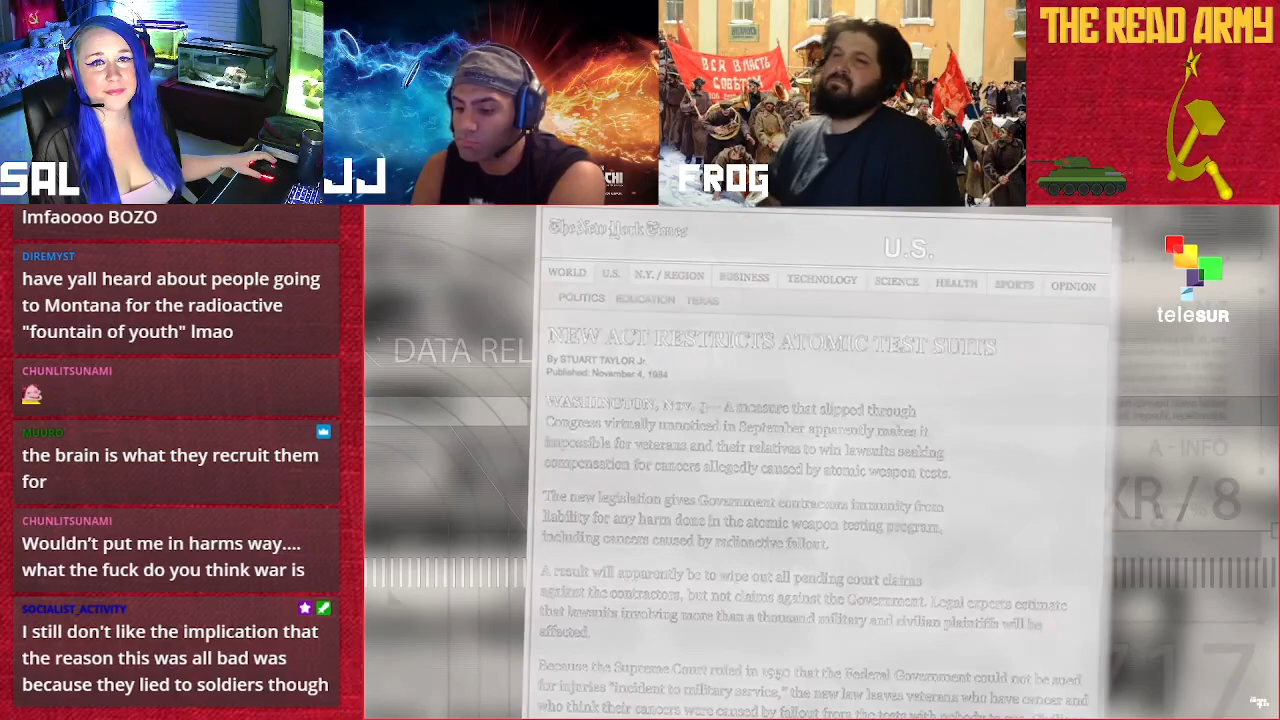 SAL
JJ
CHI
ВСЯ ВЛАСТЬ
СОВѢТАМ
FROG
THE READ ARMY
lmfaoooo BOZO
DIREMYST
have yall heard about people going
to Montana for the radioactive
"fountain of youth" lmao
CHUNLITSUNAMI
MUURO
the brain is what they recruit them
for
CHUNLITSUNAMI
Wouldn't put me in harms way....
what the fuck do you think war is
SOCIALIST_ACTIVITY
I still don't like the implication that
the reason this was all bad was
because they lied to soldiers though
DATA REL
The New York Times
U.S.
WORLD U.S. N.Y. / REGION BUSINESS TECHNOLOGY SCIENCE HEALTH SPORTS OPINION
POLITICS EDUCATION TEXAS
NEW ACT RESTRICTS ATOMIC TEST SUITS
By STUART TAYLOR Jr.
Published: November 4, 1984
WASHINGTON, Nov. 3— A measure that slipped through
Congress virtually unnoticed in September apparently makes it
impossible for veterans and their relatives to win lawsuits seeking
compensation for cancers allegedly caused by atomic weapon tests.
The new legislation gives Government contractors immunity from
liability for any harm done in the atomic weapon testing program,
including cancers caused by radioactive fallout.
A result will apparently be to wipe out all pending court claims
against the contractors, but not claims against the Government. Legal experts estimate
that lawsuits involving more than a thousand military and civilian plaintiffs will be
affected.
Because the Supreme Court ruled in 1950 that the Federal Government could not be sued
for injuries "incident to military service," the new law leaves veterans who have cancer and
who think their cancers were caused by fallout from the tests with nobody to sue.
teleSUR
A - INFO
XR / 8
717